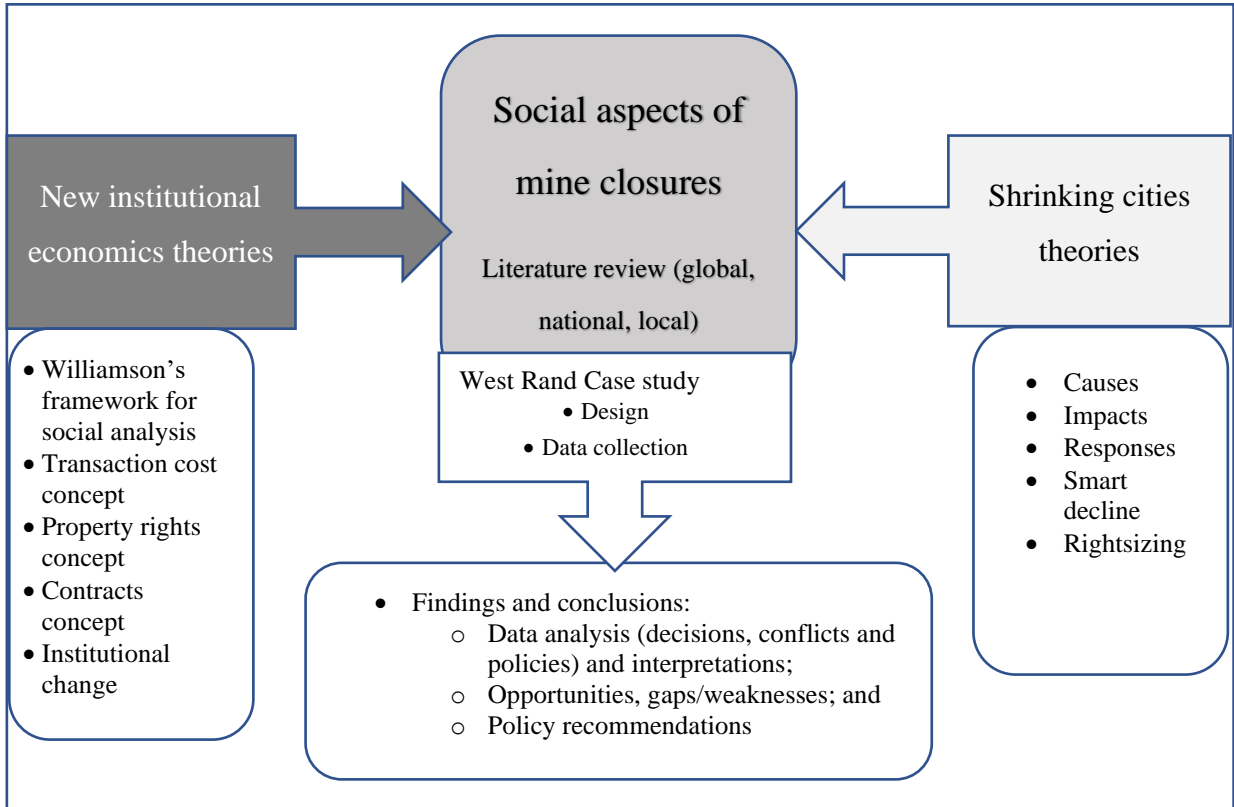 New institutional
economics theories
• Williamson’s
framework for
social analysis
• Transaction cost
concept
• Property rights
concept
• Contracts
concept
• Institutional
change
Social aspects of
mine closures
Literature review (global,
national, local)
West Rand Case study
• Design
• Data collection
Shrinking cities
theories
• Causes
• Impacts
• Responses
• Smart
decline
• Rightsizing
• Findings and conclusions:
o Data analysis (decisions, conflicts and
policies) and interpretations;
o Opportunities, gaps/weaknesses; and
o Policy recommendations